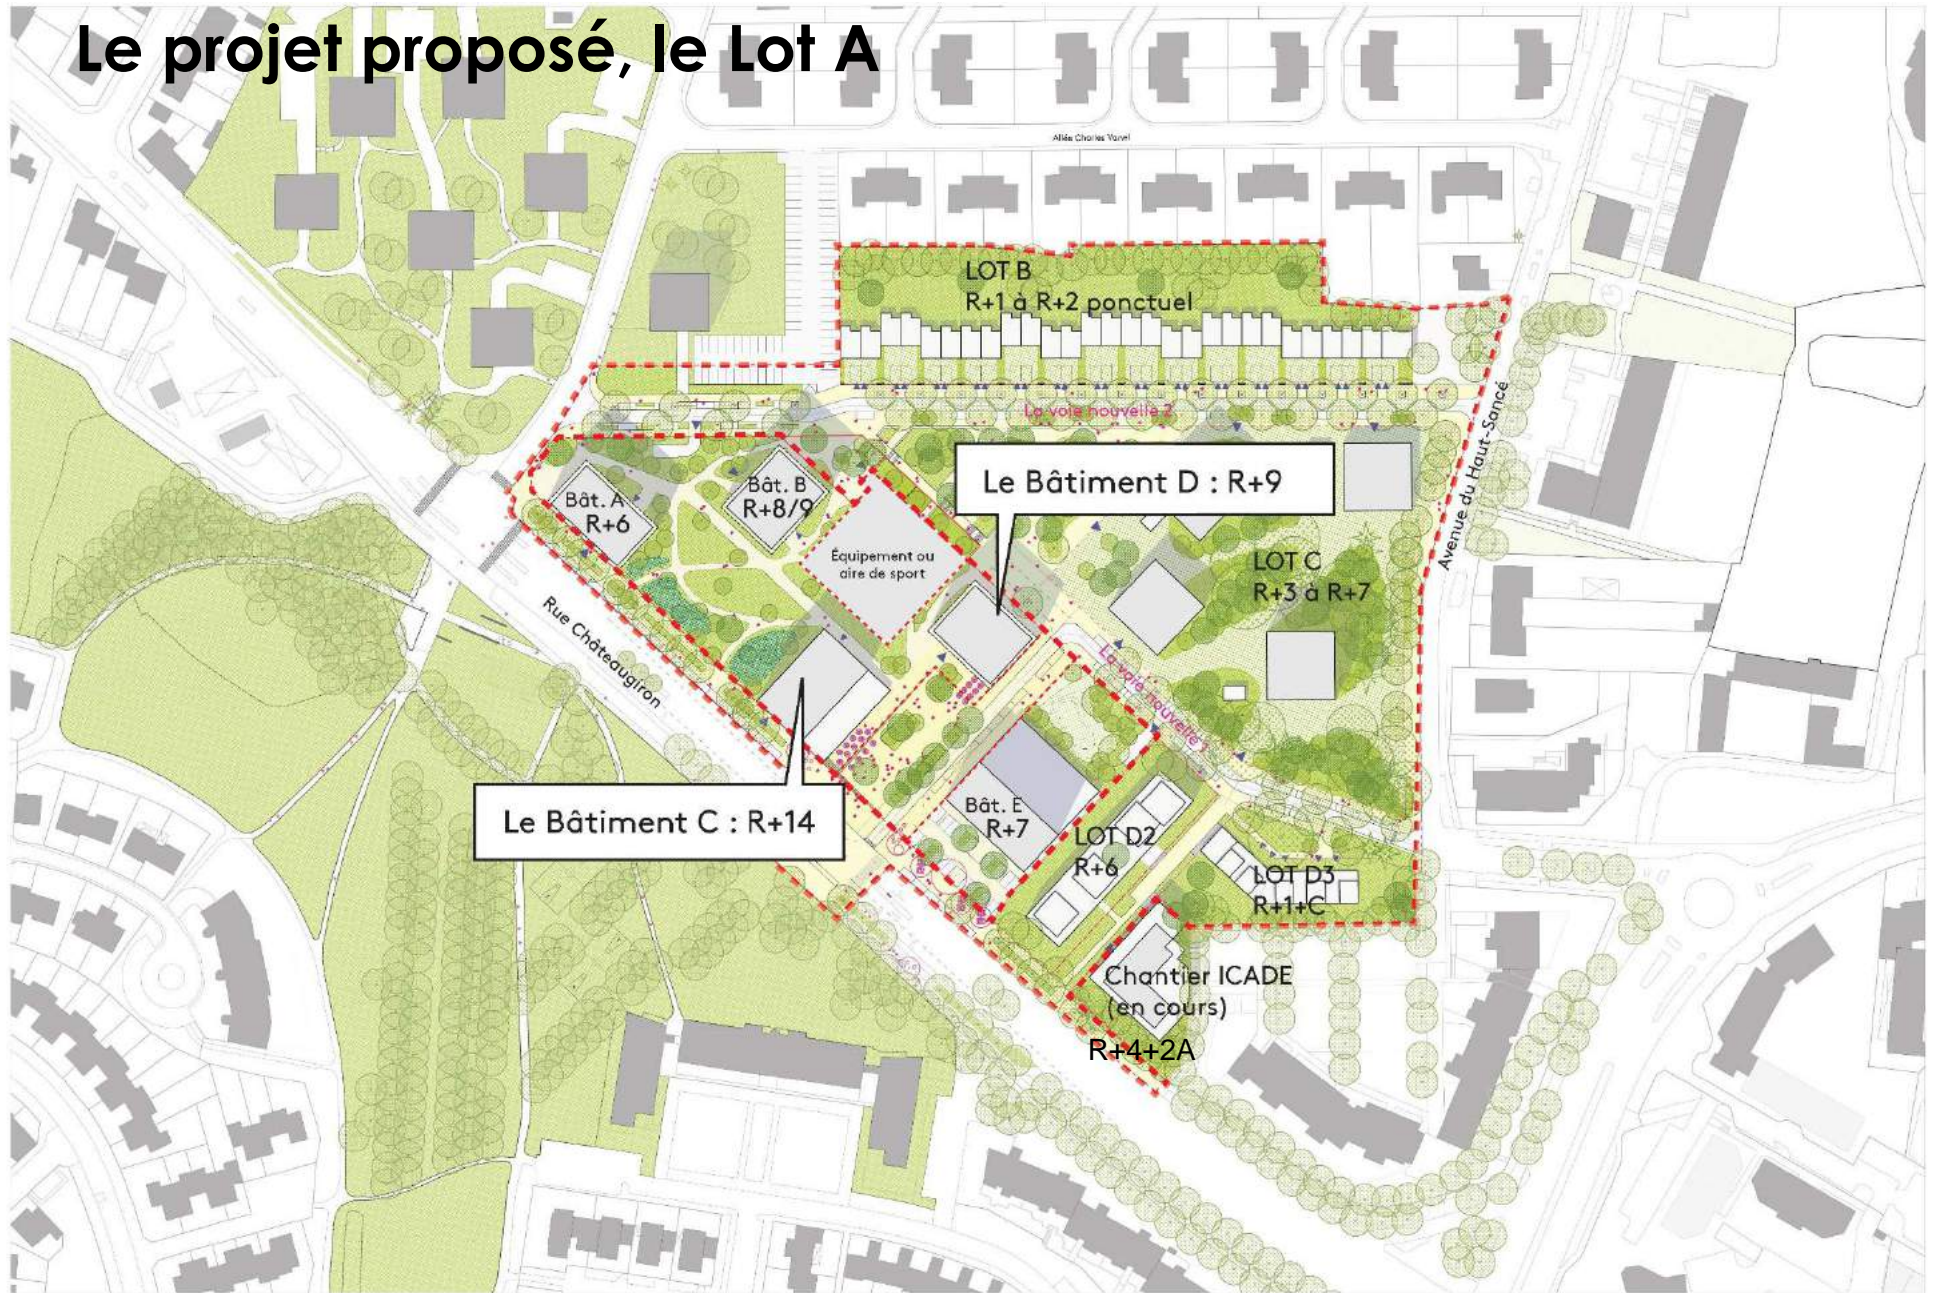 Le projet proposé, le Lot A
Allée Charles Vanel
LOT B
R+1 à R+2 ponctuel
La voie nouvelle 2
Avenue du Haut-Sancé
Le Bâtiment D : R+9
Bât. A
R+6
Bât. B
R+8/9
Équipement ou
aire de sport
LOT C
R+3 à R+7
Rue Châteaugiron
La voie nouvelle 1
Le Bâtiment C : R+14
Bât. E
R+7
LOT D2
R+6
LOT D3
R+1+C
Chantier ICADE
(en cours)
R+4+2A